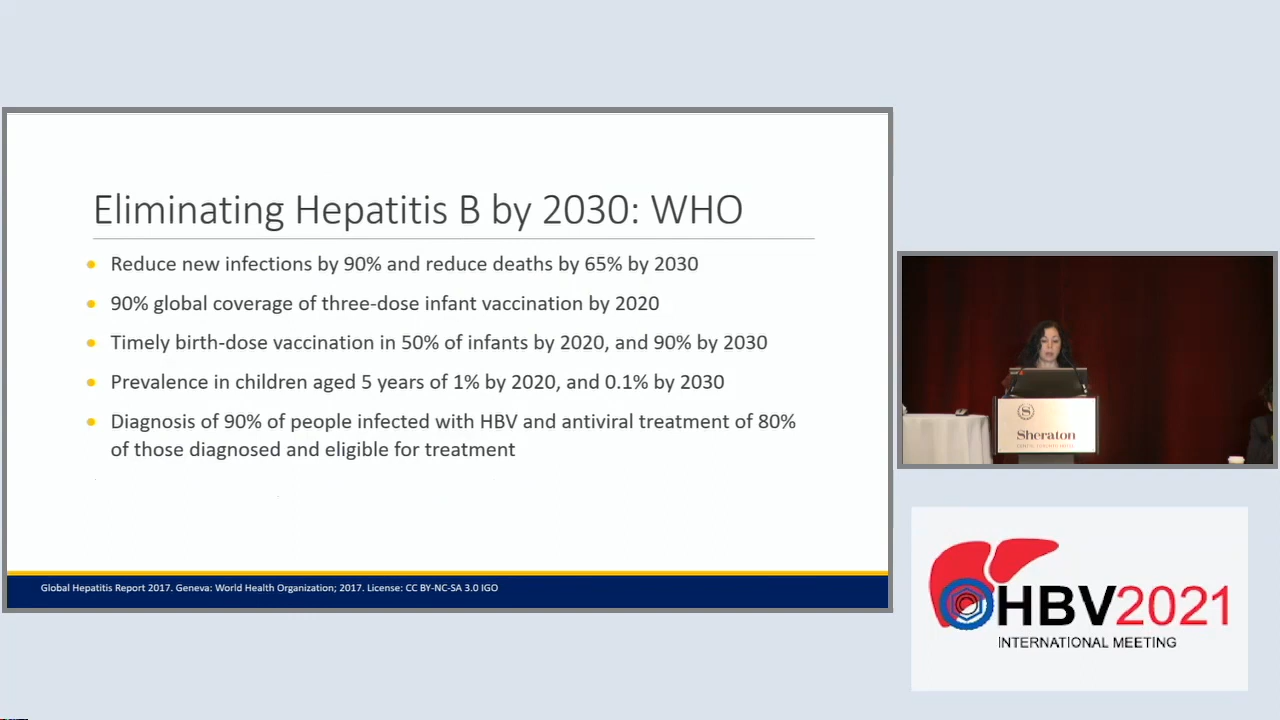 Eliminating Hepatitis B by 2030: WHO
Reduce new infections by 90% and reduce deaths by 65% by 2030
90% global coverage of three-dose infant vaccination by 2020
Timely birth-dose vaccination in 50% of infants by 2020, and 90% by 2030
Prevalence in children aged 5 years of 1% by 2020, and 0.1% by 2030
Diagnosis of 90% of people infected with HBV and antiviral treatment of 80%
of those diagnosed and eligible for treatment
Global Hepatitis Report 2017. Geneva: World Health Organization; 2017. License: CC BY-NC-SA 3.0 IGO
S
Sheraton
HBV2021
INTERNATIONAL MEETING